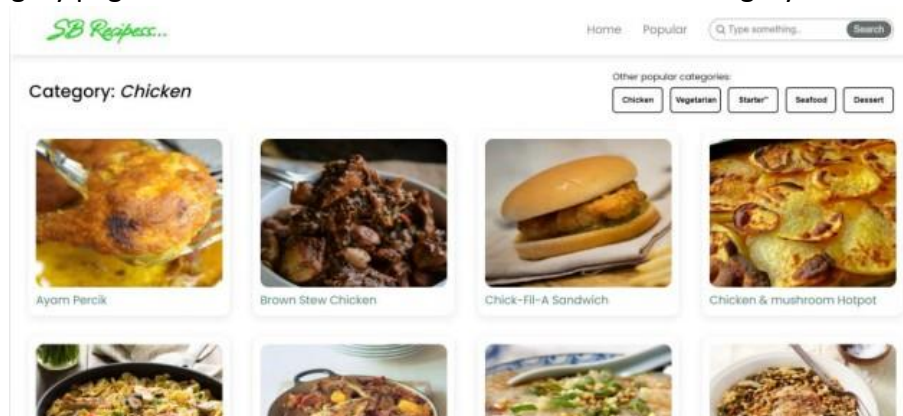 SB Recipess...
Home Popular Type something.. Search
Category: Chicken
Other popular categories:
Chicken Vegetarian Starter" Seafood Dessert
Ayam Percik
Brown Stew Chicken
Chick-Fil-A Sandwich
Chicken & mushroom Hotpot